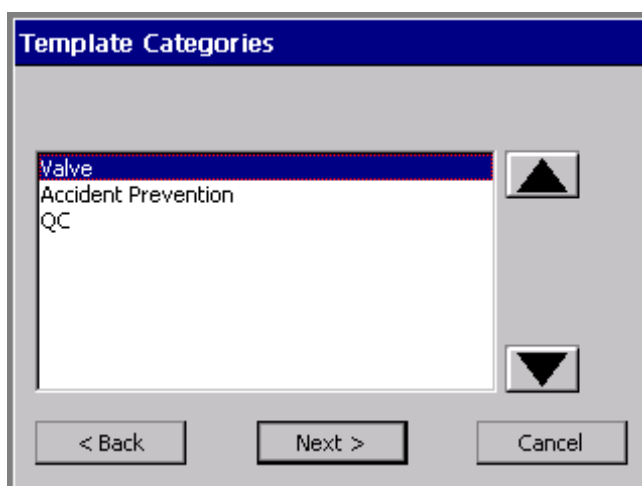 Template Categories
Valve
Accident Prevention
QC
< Back
Next >
Cancel